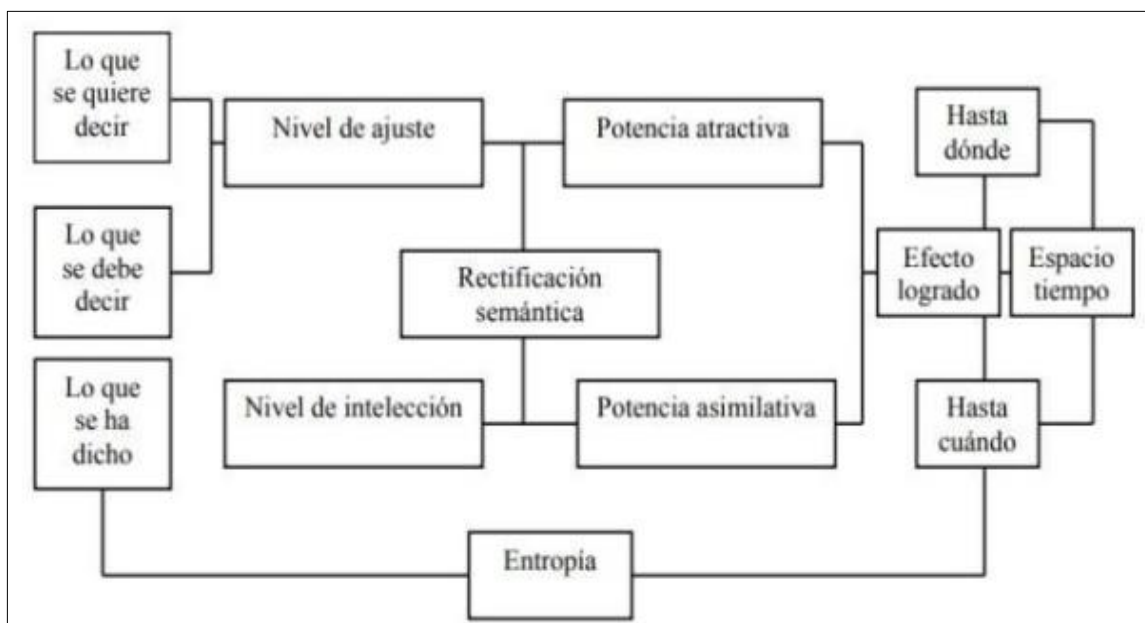 Lo que
se quiere
decir
Nivel de ajuste
Potencia atractiva
Hasta
dónde
Lo que
se debe
decir
Rectificación
semántica
Efecto
logrado
Espacio
tiempo
Lo que
se ha
dicho
Nivel de intelección
Potencia asimilativa
Hasta
cuándo
Entropía